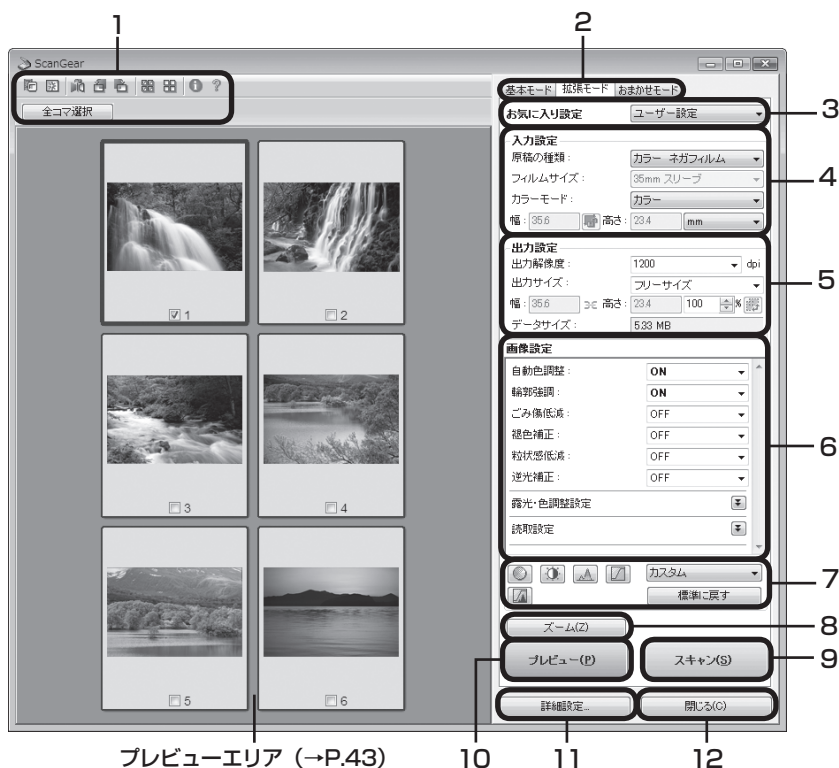 1
2
ScanGear
全コマ選択
基本モード 拡張モード おまかせモード
お気に入り設定 ユーザー設定
3
入力設定
原稿の種類： カラー ネガフィルム
フィルムサイズ： 35mm スリーブ
4
カラーモード： カラー
幅： 35.6 高さ： 23.4 mm
出力設定
出力解像度： 1200 dpi
出力サイズ： フリーサイズ
5
幅： 35.6 高さ： 23.4 100 %
データサイズ： 5.33 MB
画像設定
自動色調整： ON
輪郭強調： ON
ごみ傷低減： OFF
褪色補正： OFF
粒状感低減： OFF
逆光補正： OFF
6
露光・色調整設定
読取設定
カスタム
標準に戻す
7
ズーム(Z)
8
プレビュー(P) スキャン(S)
9
詳細設定... 閉じる(C)
1
2
3
4
5
6
プレビューエリア（→P.43）
10
11
12